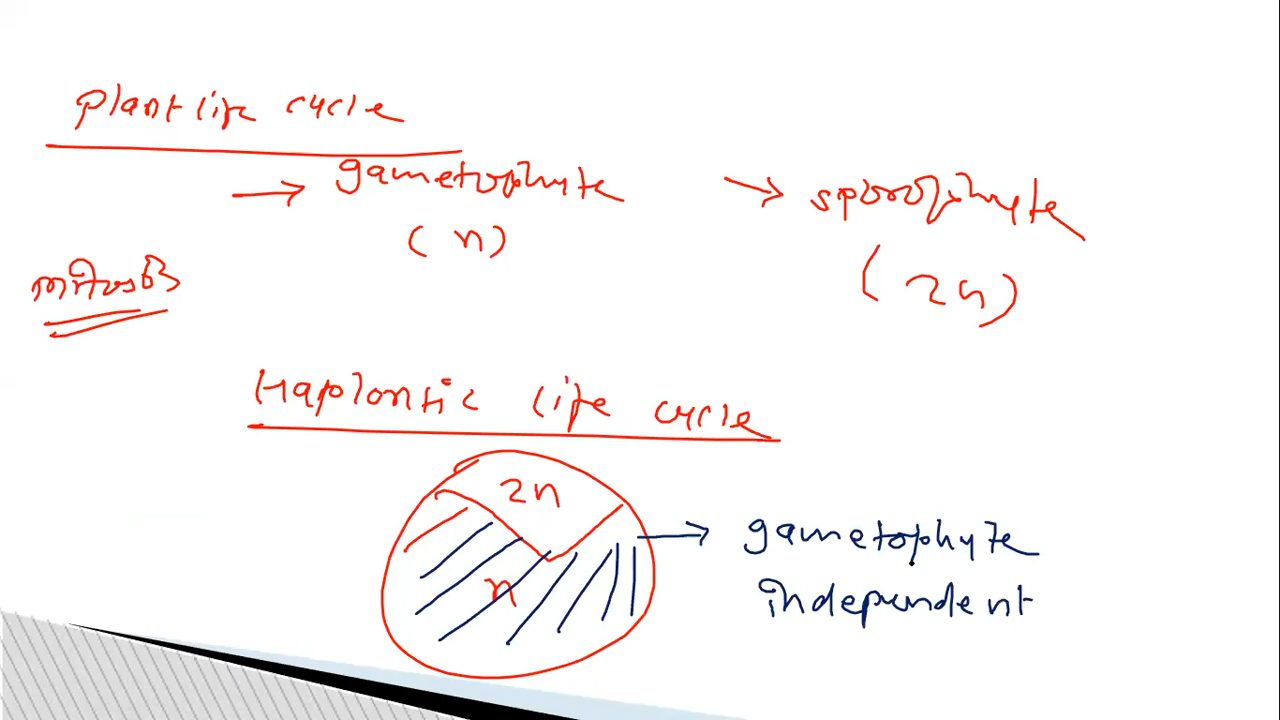 Plant life cycle
→ gametophyte → sporophyte
(n) (2n)
mitosis
Haplontic life cycle
2n
n
→ gametophyte
independent